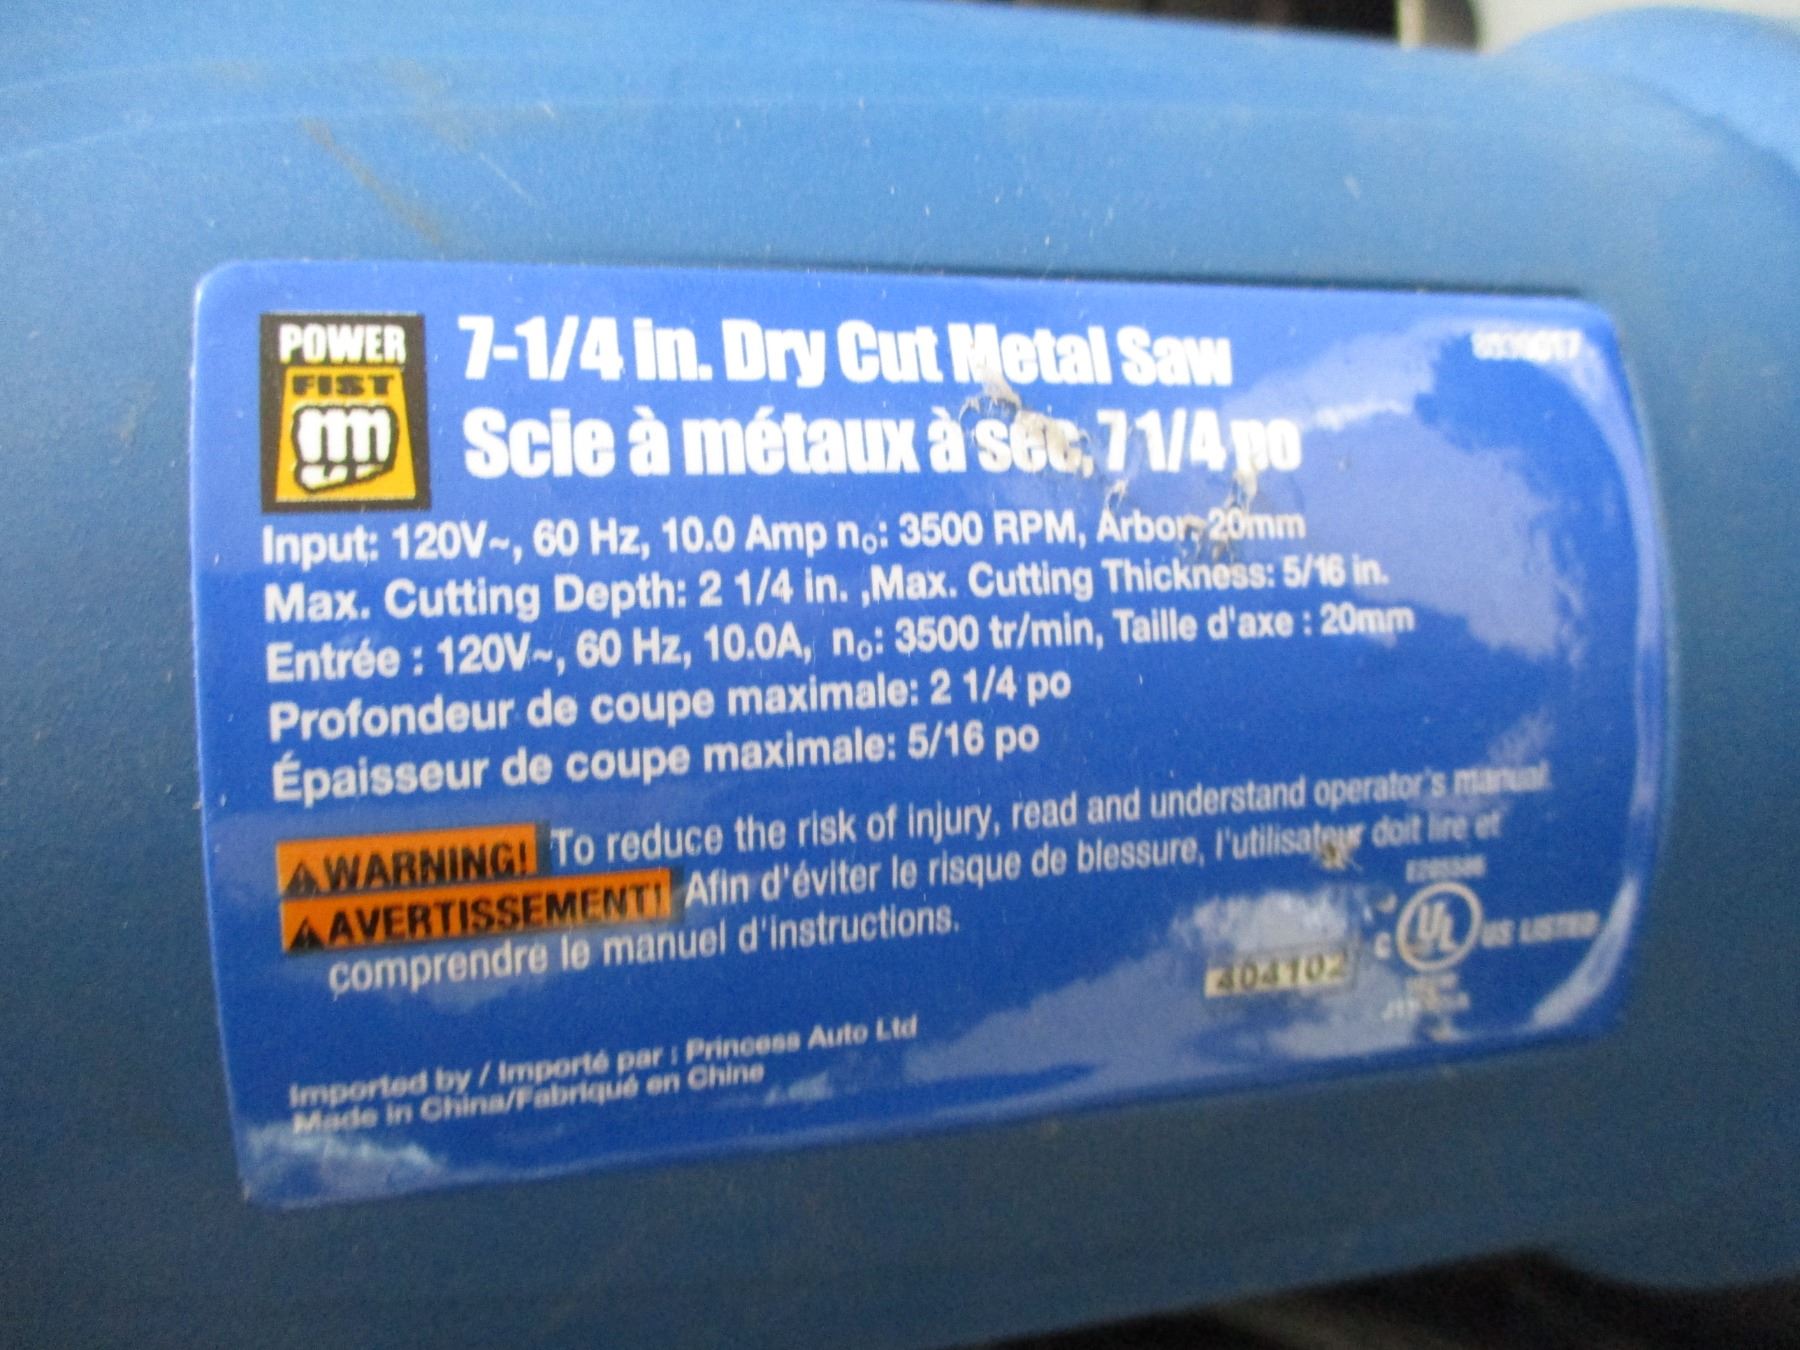 POWER
FIST
7-1/4 in. Dry Cut Metal Saw
Scie à métaux à sec, 7 1/4 po
Input: 120V~, 60 Hz, 10.0 Amp n₀: 3500 RPM, Arbor 20mm
Max. Cutting Depth: 2 1/4 in. ,Max. Cutting Thickness: 5/16 in.
Entrée : 120V~, 60 Hz, 10.0A, n₀: 3500 tr/min, Taille d'axe : 20mm
Profondeur de coupe maximale: 2 1/4 po
Épaisseur de coupe maximale: 5/16 po
WARNING! To reduce the risk of injury, read and understand operator's manual.
AVERTISSEMENT! Afin d'éviter le risque de blessure, l'utilisateur doit lire et
comprendre le manuel d'instructions.
C UL US LISTED
404102
Imported by / Importé par : Princess Auto Ltd
Made in China/Fabriqué en Chine